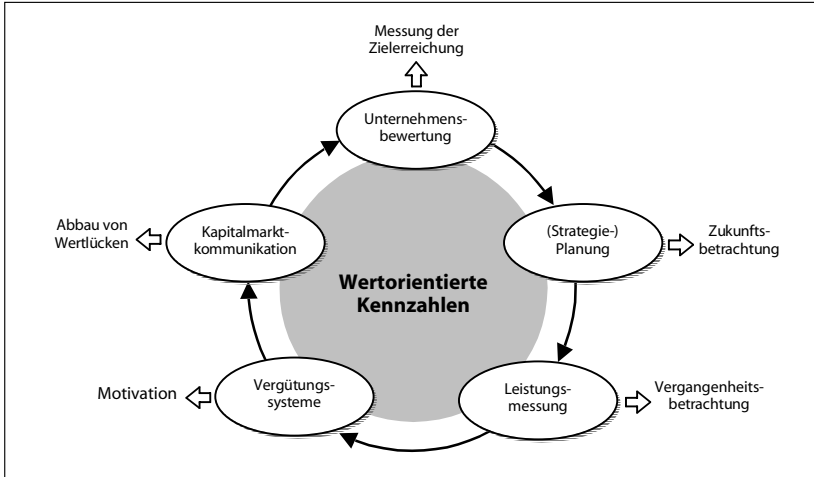 Messung der
Zielerreichung
Unternehmens-
bewertung
Abbau von
Wertlücken
Kapitalmarkt-
kommunikation
(Strategie-)
Planung
Zukunfts-
betrachtung
Wertorientierte
Kennzahlen
Motivation
Vergütungs-
systeme
Leistungs-
messung
Vergangenheits-
betrachtung